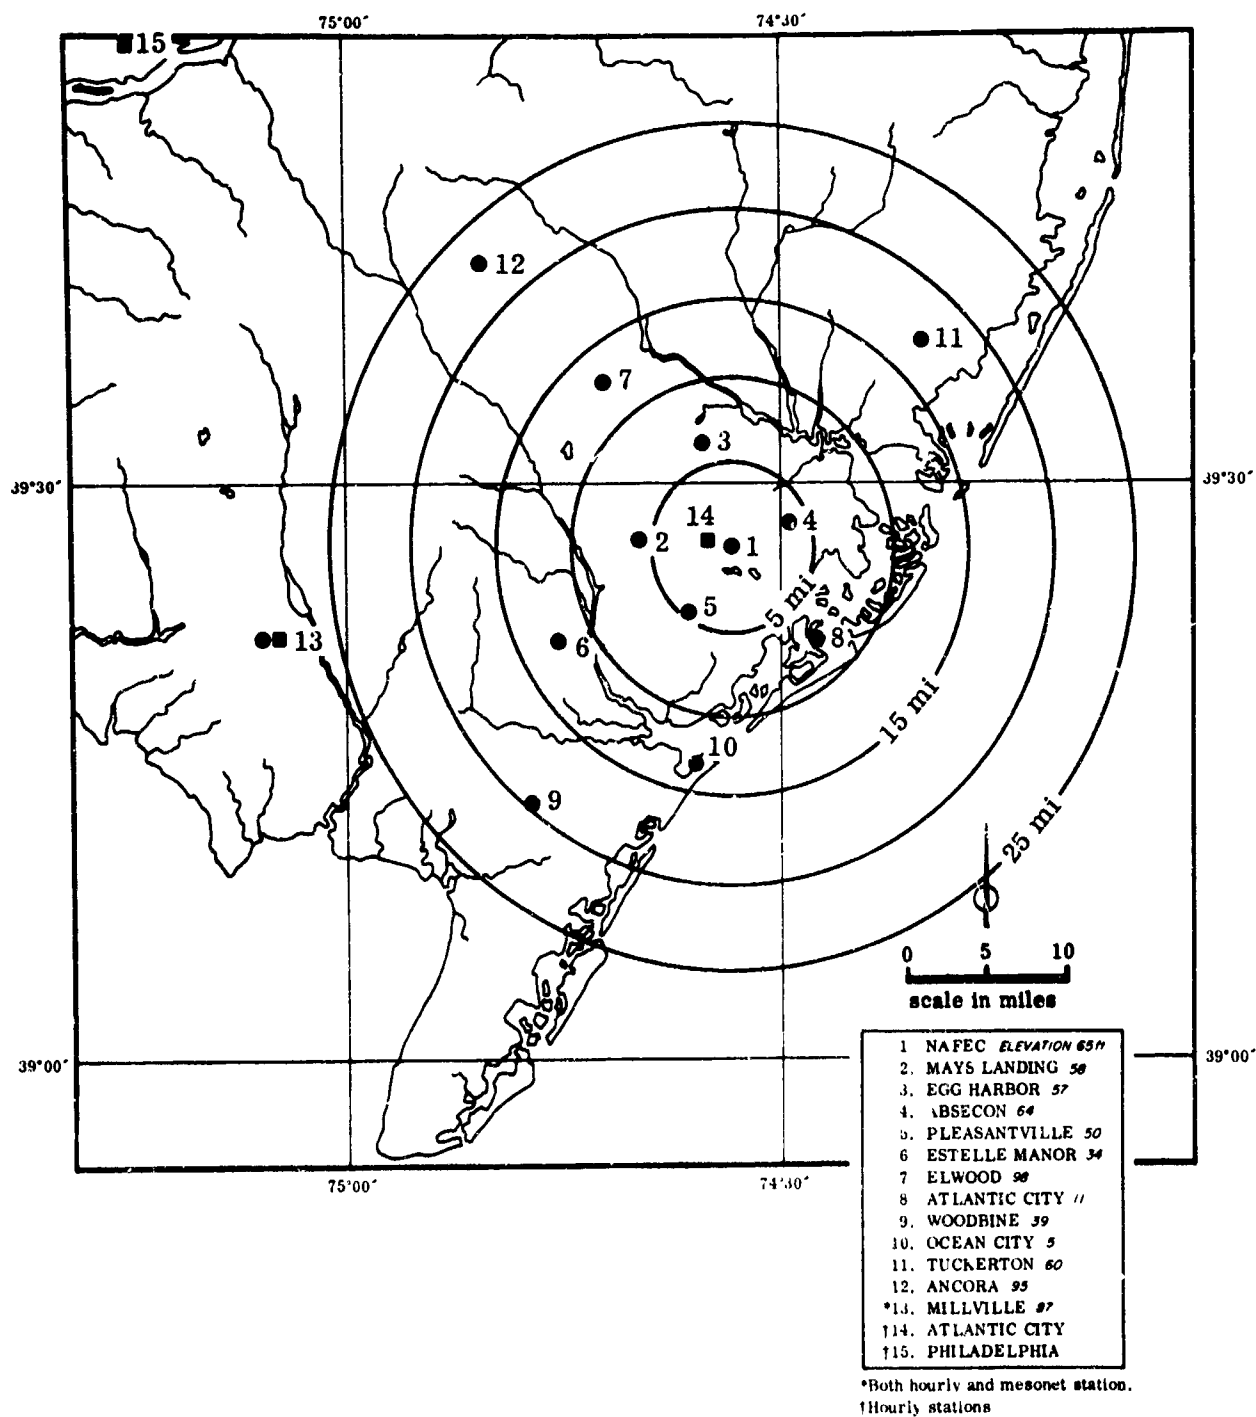 75°00′ 74°30′
15
12
11
7
3
39°30′ 39°30′
14 4
2 1
5 5 mi
13 6 8
15 mi
10
9
25 mi
0 5 10
scale in miles
39°00′ 39°00′
75°00′ 74°30′
1 NAFEC ELEVATION 65 ft
2. MAYS LANDING 58
3. EGG HARBOR 57
4. ABSECON 64
5. PLEASANTVILLE 50
6 ESTELLE MANOR 34
7 ELWOOD 98
8 ATLANTIC CITY 11
9. WOODBINE 39
10. OCEAN CITY 5
11. TUCKERTON 60
12. ANCORA 95
*13. MILLVILLE
†14. ATLANTIC CITY
†15. PHILADELPHIA
*Both hourly and mesonet station.
†Hourly stations